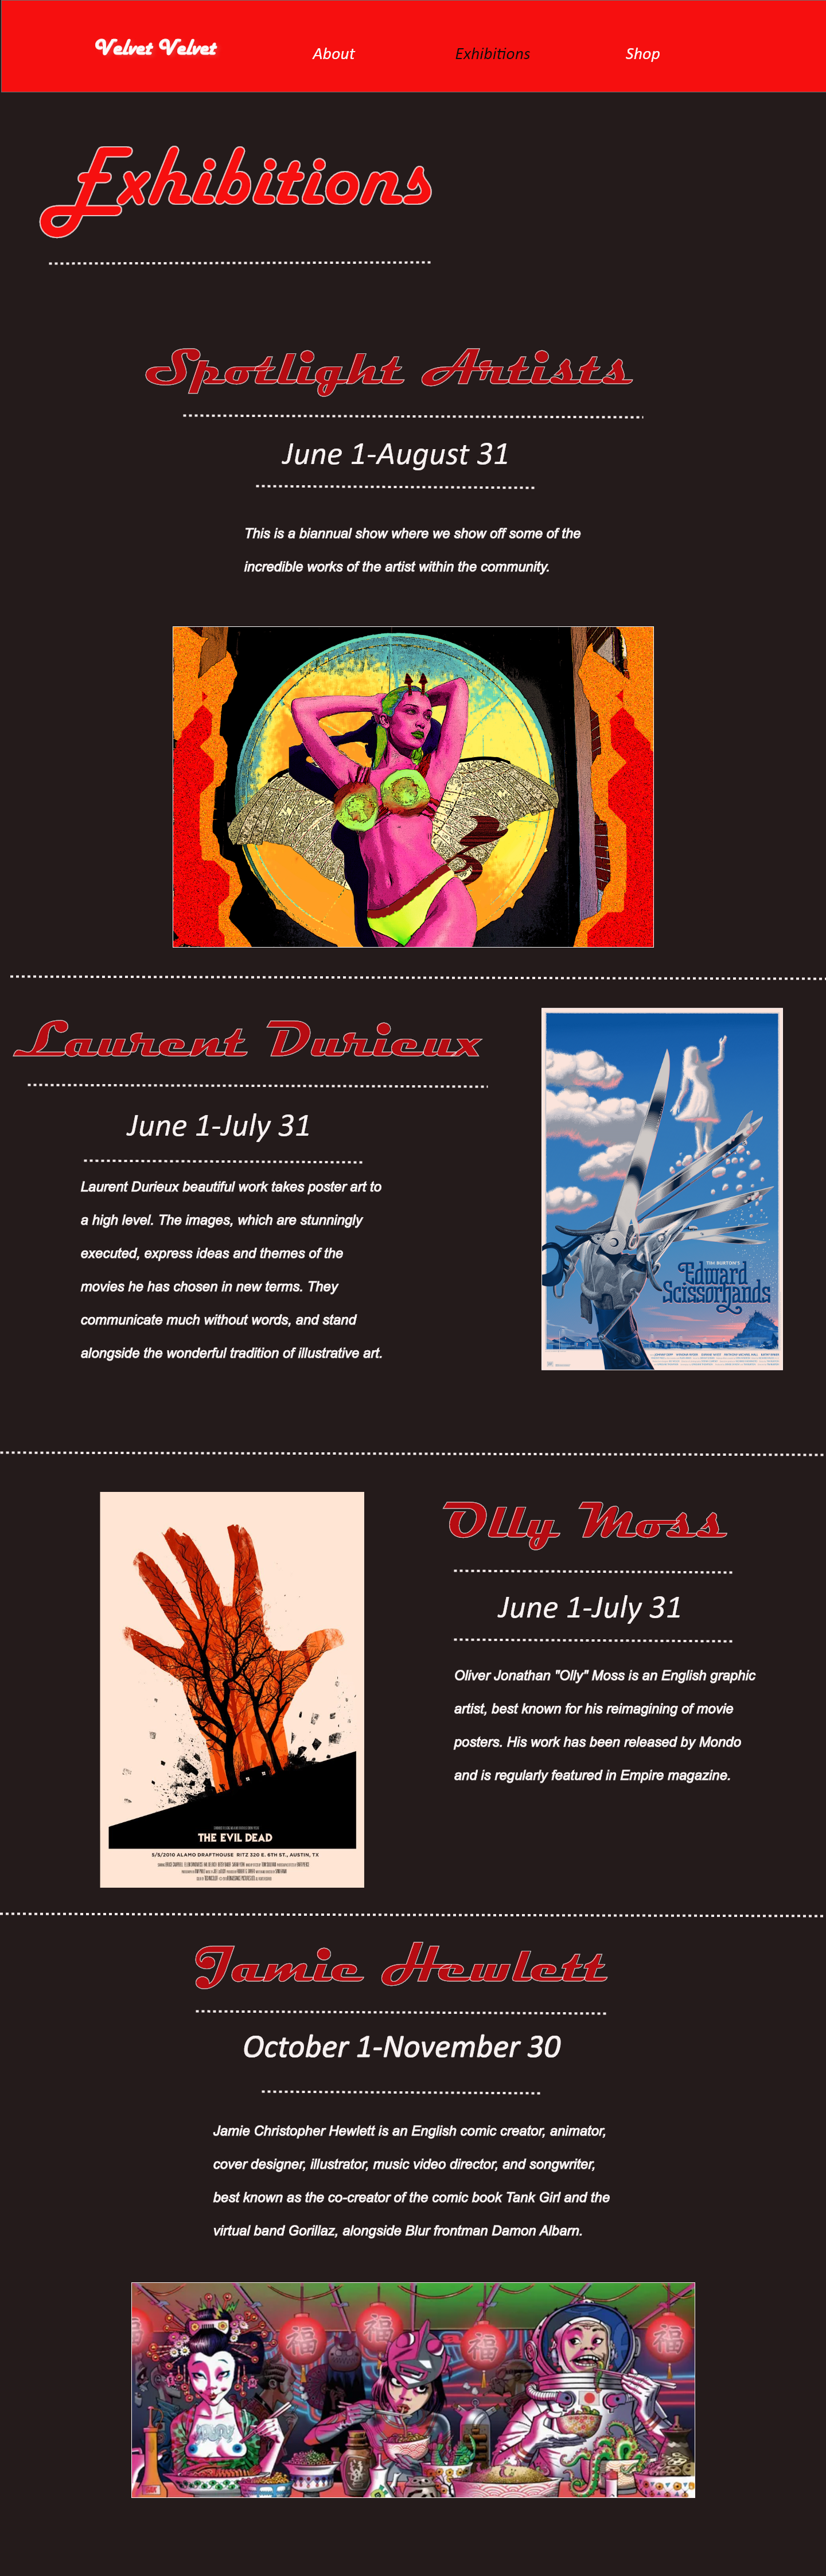 Velvet Velvet
About
Exhibitions
Shop
Exhibitions
Spotlight Artists
June 1-August 31
This is a biannual show where we show off some of the
incredible works of the artist within the community.
Laurent Durieux
June 1-July 31
Laurent Durieux beautiful work takes poster art to
a high level. The images, which are stunningly
executed, express ideas and themes of the
movies he has chosen in new terms. They
communicate much without words, and stand
alongside the wonderful tradition of illustrative art.
TIM BURTON'S
Edward
Scissorhands
Olly Moss
June 1-July 31
Oliver Jonathan "Olly" Moss is an English graphic
artist, best known for his reimagining of movie
posters. His work has been released by Mondo
and is regularly featured in Empire magazine.
THE EVIL DEAD
5/5/2010 ALAMO DRAFTHOUSE RITZ 320 E. 6TH ST., AUSTIN, TX
Jamie Hewlett
October 1-November 30
Jamie Christopher Hewlett is an English comic creator, animator,
cover designer, illustrator, music video director, and songwriter,
best known as the co-creator of the comic book Tank Girl and the
virtual band Gorillaz, alongside Blur frontman Damon Albarn.
福
福
福
福